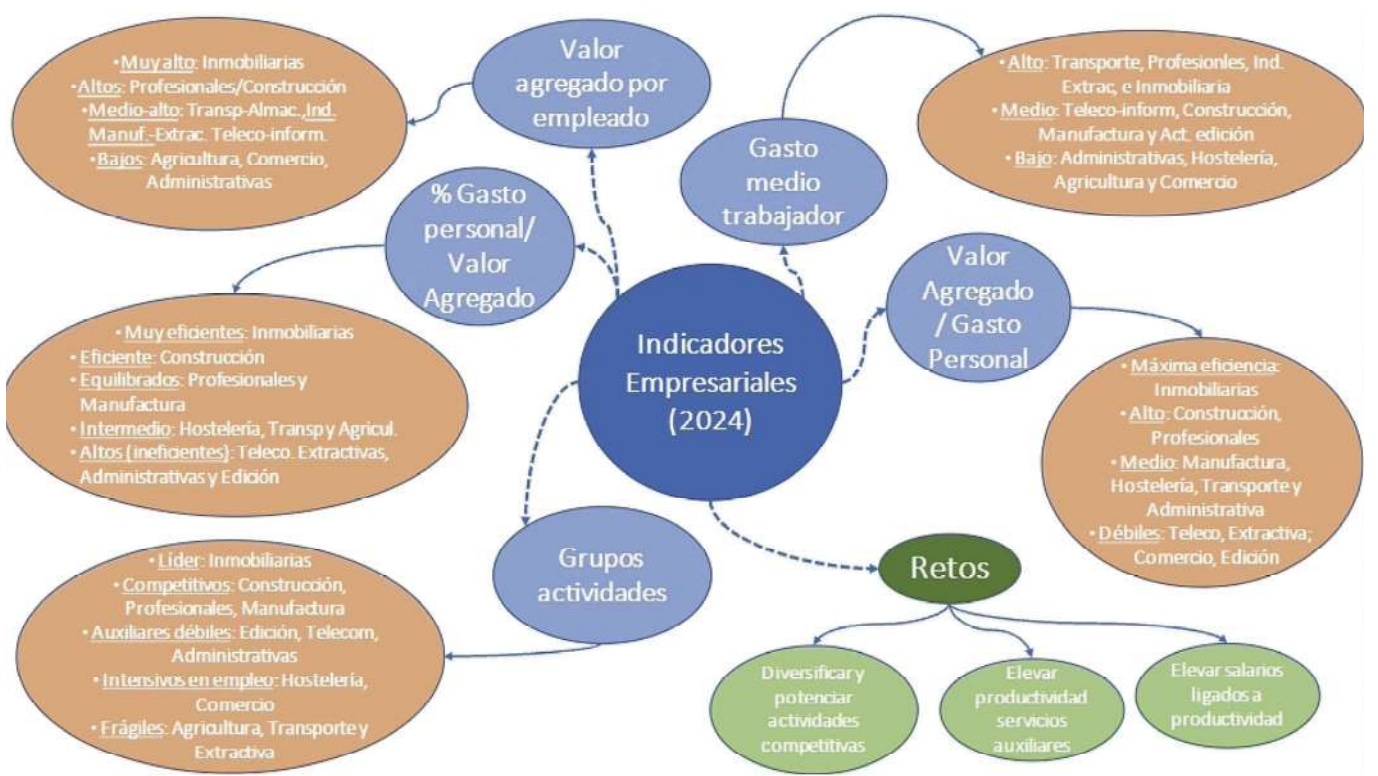 Valor
agregado por
empleado
• Muy alto: Inmobiliarias
• Altos: Profesionales/Construcción
• Medio-alto: Transp-Almac.,Ind.
Manuf.-Extrac. Teleco-inform.
• Bajos: Agricultura, Comercio,
Administrativas
Gasto
medio
trabajador
• Alto: Transporte, Profesionles, Ind.
Extrac, e Inmobiliaria
• Medio: Teleco-inform, Construcción,
Manufactura y Act. edición
• Bajo: Administrativas, Hostelería,
Agricultura y Comercio
% Gasto
personal/
Valor
Agregado
• Muy eficientes: Inmobiliarias
• Eficiente: Construcción
• Equilibrados: Profesionales y
Manufactura
• Intermedio: Hostelería, Transp y Agricul.
• Altos (ineficientes): Teleco. Extractivas,
Administrativas y Edición
Indicadores
Empresariales
(2024)
Valor
Agregado
/ Gasto
Personal
• Máxima eficiencia:
Inmobiliarias
• Alto: Construcción,
Profesionales
• Medio: Manufactura,
Hostelería, Transporte y
Administrativa
• Débiles: Teleco, Extractiva;
Comercio, Edición
Grupos
actividades
• Líder: Inmobiliarias
• Competitivos: Construcción,
Profesionales, Manufactura
• Auxiliares débiles: Edición, Telecom,
Administrativas
• Intensivos en empleo: Hostelería,
Comercio
• Frágiles: Agricultura, Transporte y
Extractiva
Retos
Diversificar y
potenciar
actividades
competitivas
Elevar
productividad
servicios
auxiliares
Elevar salarios
ligados a
productividad